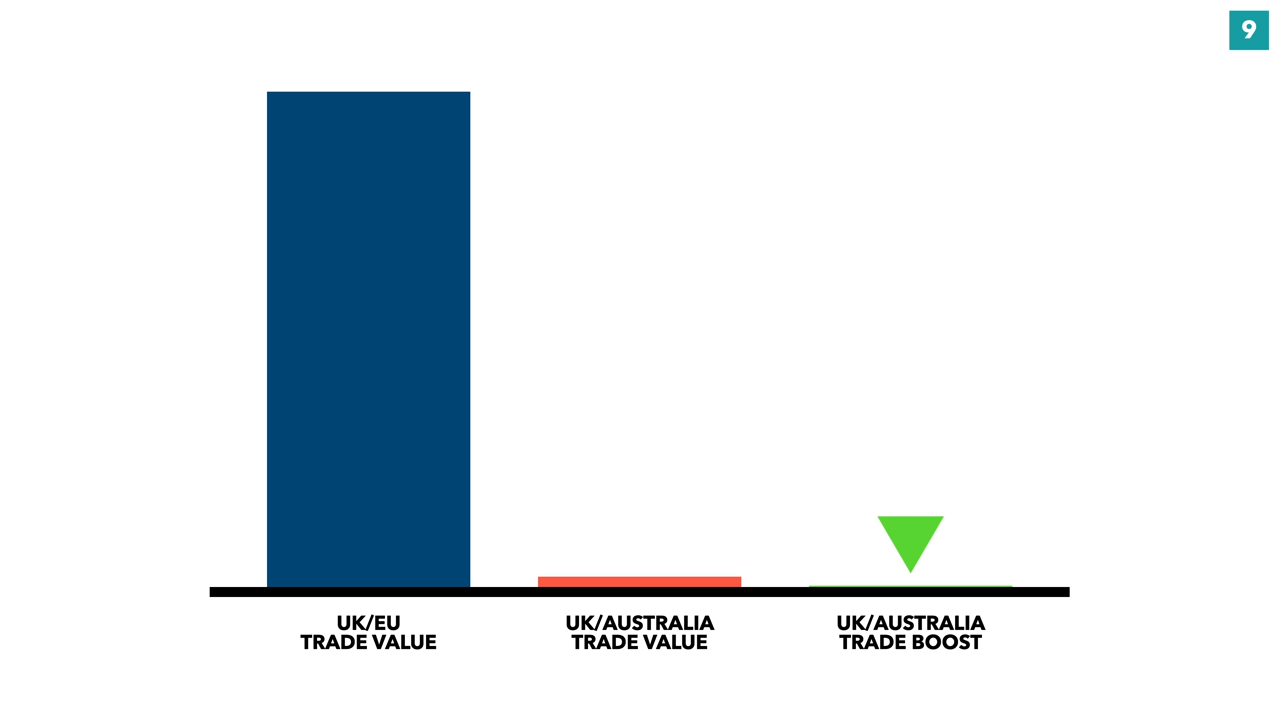 9
UK/EU
TRADE VALUE
UK/AUSTRALIA
TRADE VALUE
UK/AUSTRALIA
TRADE BOOST